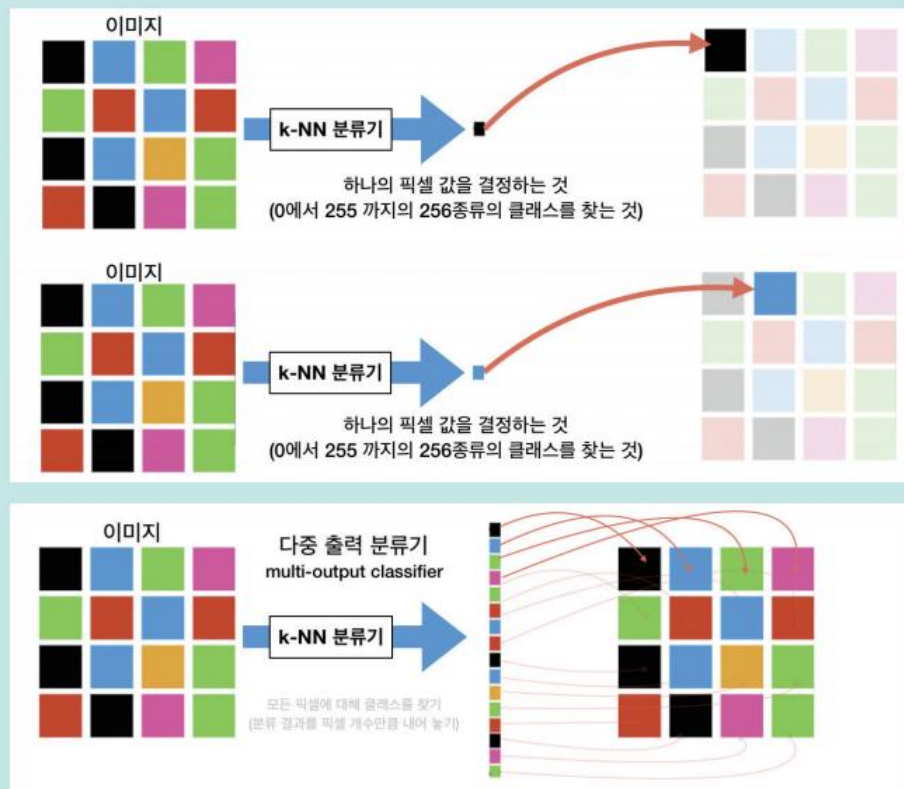 이미지
k-NN 분류기
하나의 픽셀 값을 결정하는 것
(0에서 255 까지의 256종류의 클래스를 찾는 것)
이미지
k-NN 분류기
하나의 픽셀 값을 결정하는 것
(0에서 255 까지의 256종류의 클래스를 찾는 것)
이미지
다중 출력 분류기
multi-output classifier
k-NN 분류기
모든 픽셀에 대해 클래스를 찾기
(분류 결과를 픽셀 개수만큼 내어 놓기)